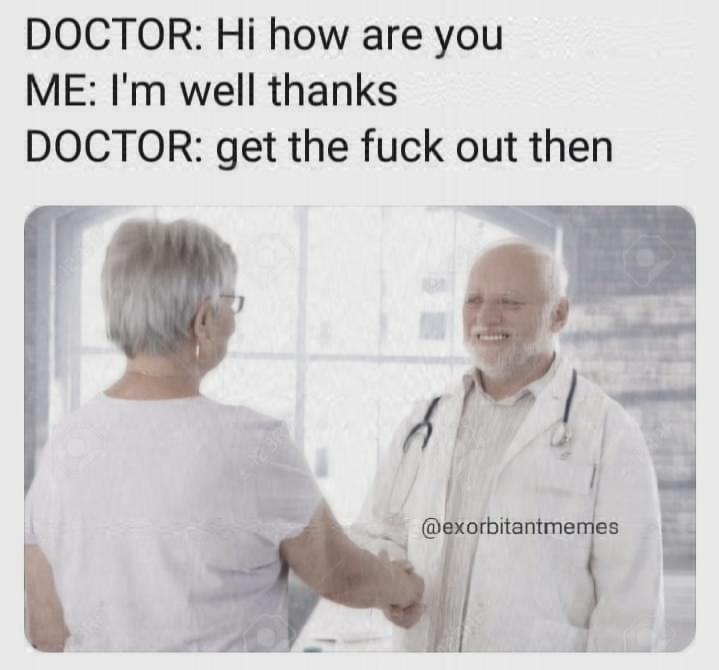 DOCTOR: Hi how are you
ME: I'm well thanks
DOCTOR: get the fuck out then
@exorbitantmemes